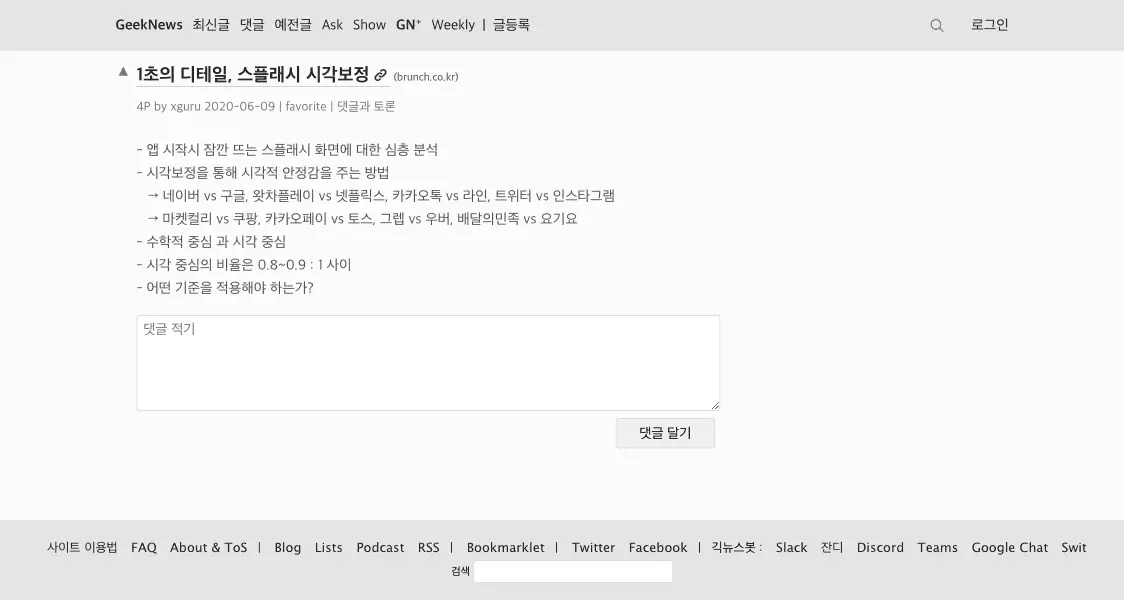 GeekNews 최신글 댓글 예전글 Ask Show GN⁺ Weekly | 글등록 로그인
▲ 1초의 디테일, 스플래시 시각보정 (brunch.co.kr)
4P by xguru 2020-06-09 | favorite | 댓글과 토론
- 앱 시작시 잠깐 뜨는 스플래시 화면에 대한 심층 분석
- 시각보정을 통해 시각적 안정감을 주는 방법
→ 네이버 vs 구글, 왓차플레이 vs 넷플릭스, 카카오톡 vs 라인, 트위터 vs 인스타그램
→ 마켓컬리 vs 쿠팡, 카카오페이 vs 토스, 그렙 vs 우버, 배달의민족 vs 요기요
- 수학적 중심 과 시각 중심
- 시각 중심의 비율은 0.8~0.9 : 1 사이
- 어떤 기준을 적용해야 하는가?
댓글 적기
댓글 달기
사이트 이용법 FAQ About & ToS | Blog Lists Podcast RSS | Bookmarklet | Twitter Facebook | 긱뉴스봇 : Slack 잔디 Discord Teams Google Chat Swit
검색